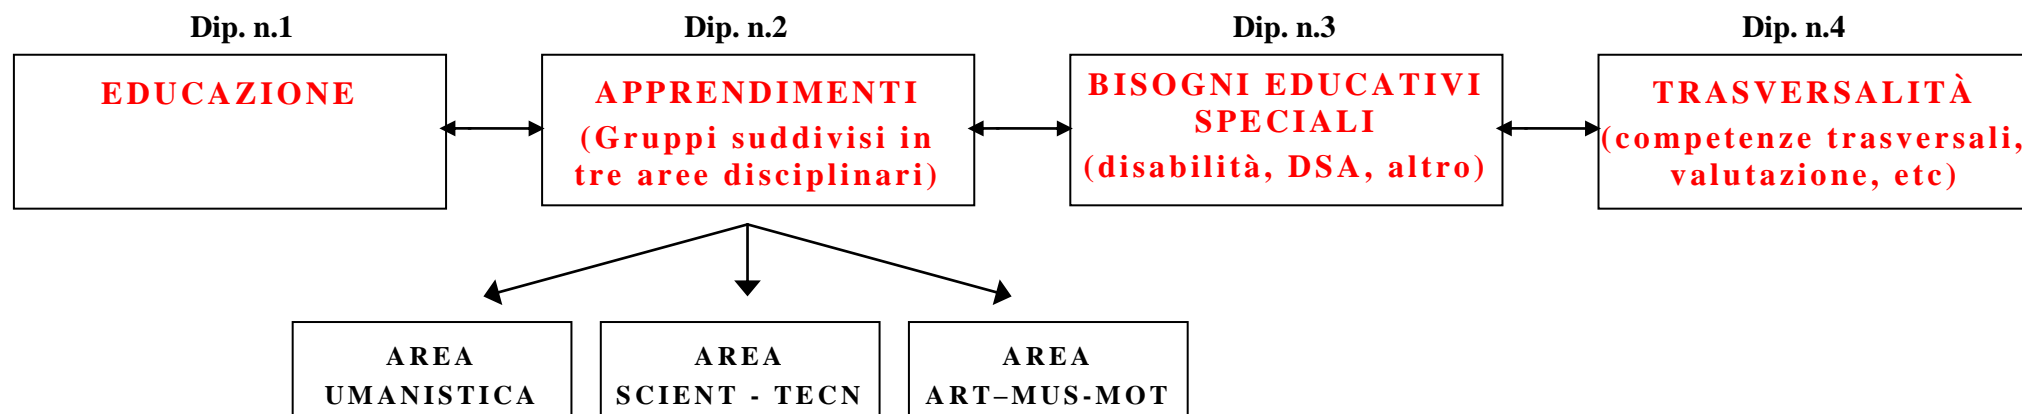 Dip. n.1
Dip. n.2
Dip. n.3
Dip. n.4
EDUCAZIONE
APPRENDIMENTI
(Gruppi suddivisi in
tre aree disciplinari)
BISOGNI EDUCATIVI
SPECIALI
(disabilità, DSA, altro)
TRASVERSALITÀ
(competenze trasversali,
valutazione, etc)
AREA
UMANISTICA
AREA
SCIENT - TECN
AREA
ART–MUS-MOT